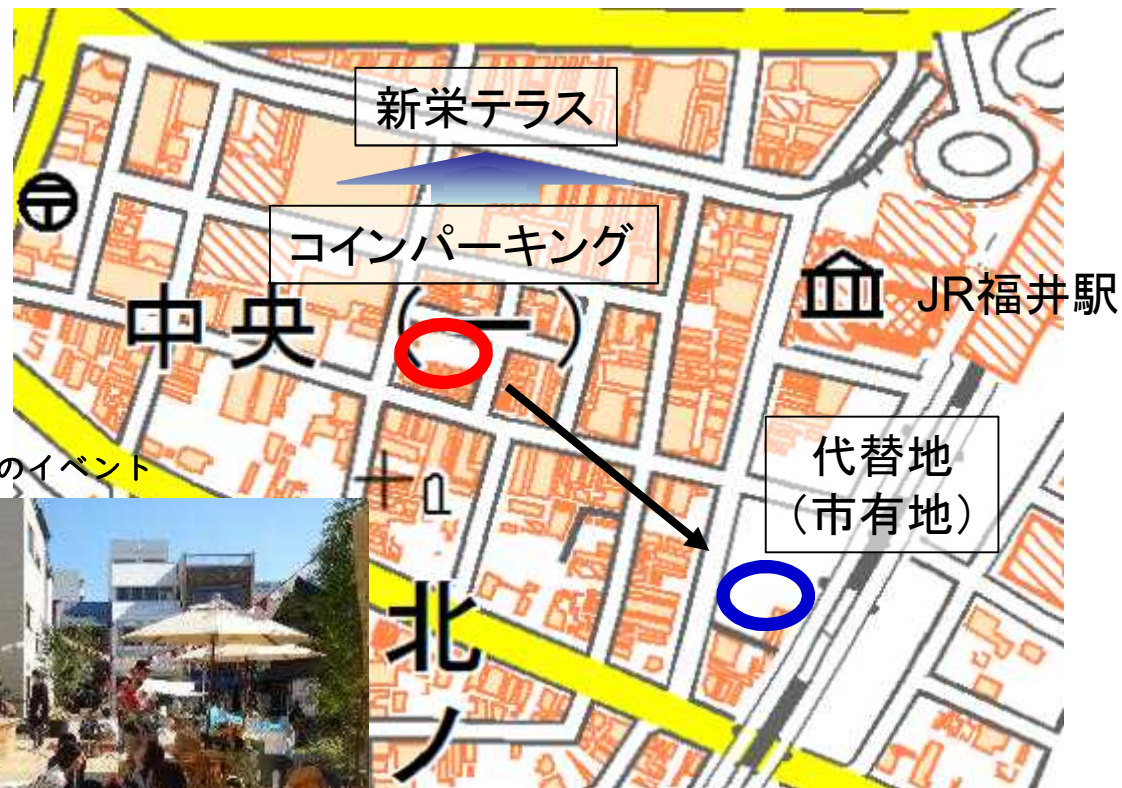 新栄テラス
コインパーキング
中央（一）
JR福井駅
代替地
（市有地）
のイベント
北ノ